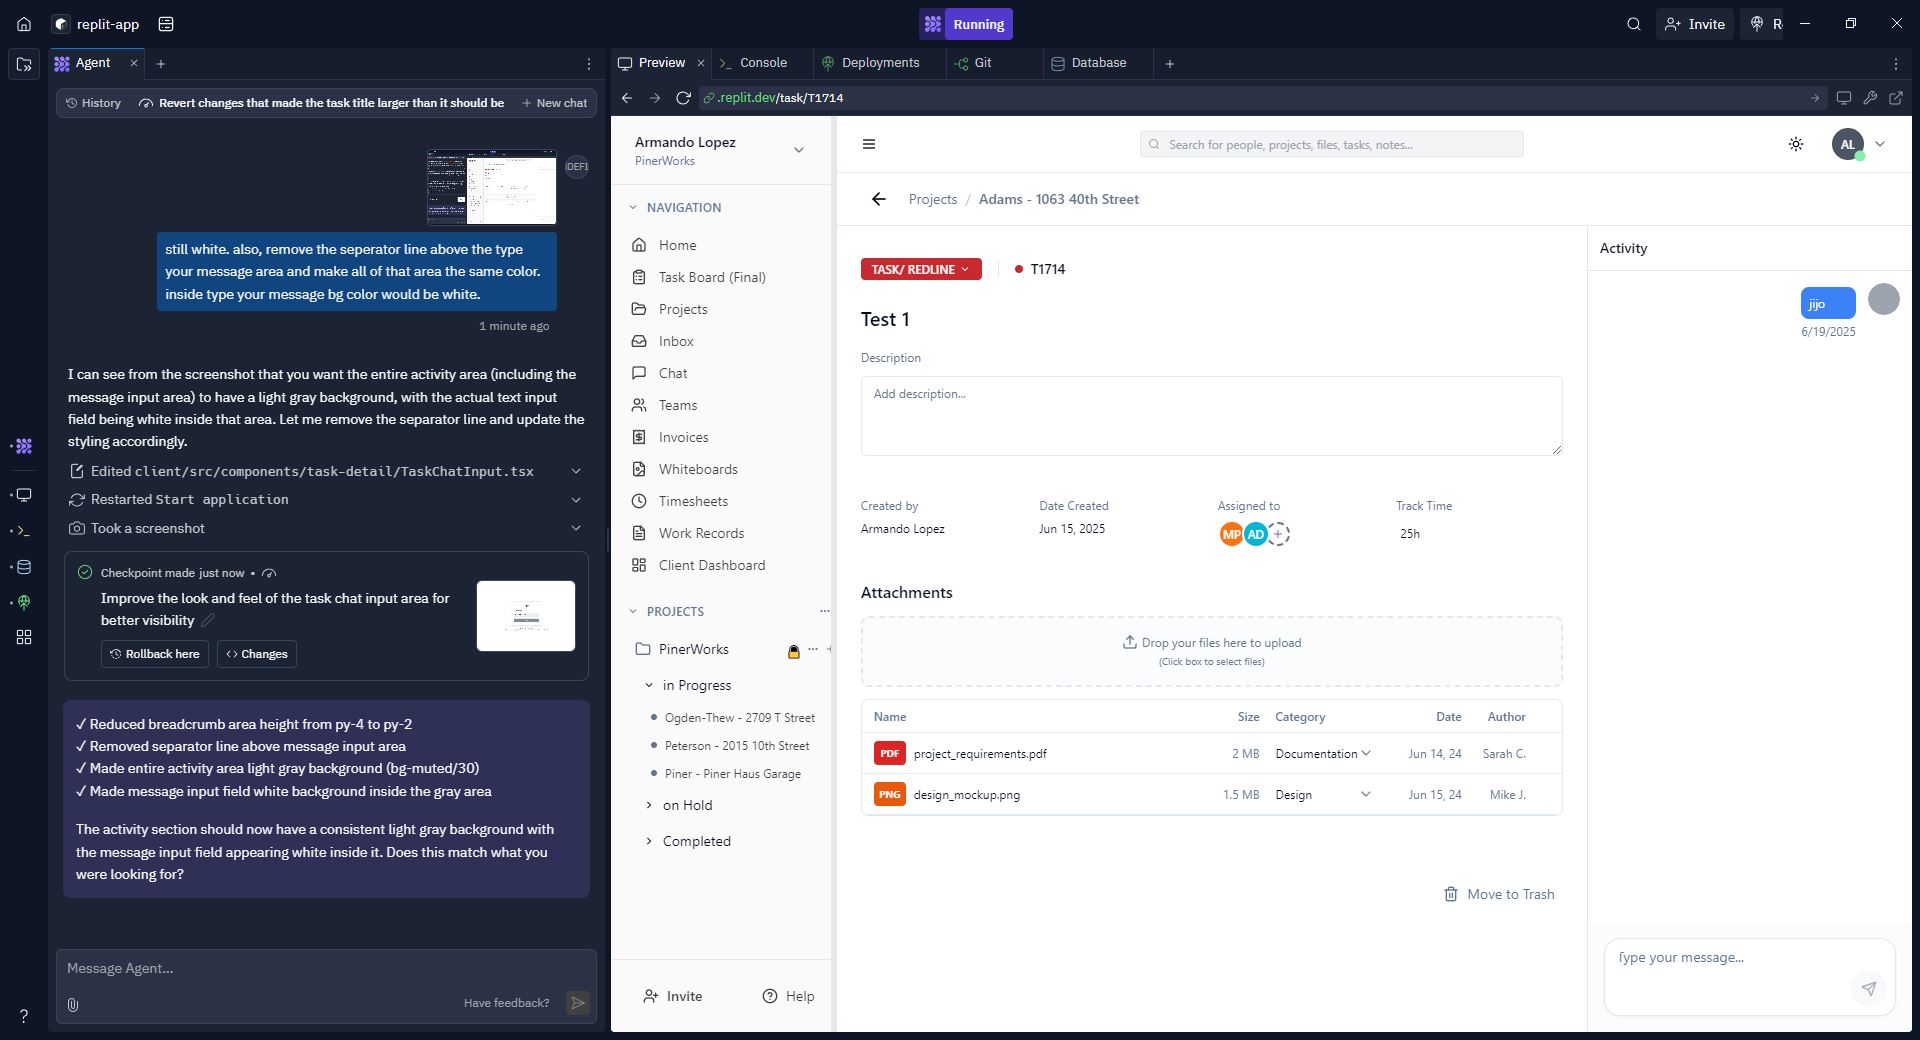 replit-app
Running
Invite
R
Agent
Preview
Console
Deployments
Git
Database
History
Revert changes that made the task title larger than it should be
New chat
.replit.dev/task/T1714
DEFI
still white. also, remove the seperator line above the type
your message area and make all of that area the same color.
inside type your message bg color would be white.
1 minute ago
I can see from the screenshot that you want the entire activity area (including the
message input area) to have a light gray background, with the actual text input
field being white inside that area. Let me remove the separator line and update the
styling accordingly.
Edited client/src/components/task-detail/TaskChatInput.tsx
Restarted Start application
Took a screenshot
Checkpoint made just now •
Improve the look and feel of the task chat input area for
better visibility
Rollback here
Changes
✓ Reduced breadcrumb area height from py-4 to py-2
✓ Removed separator line above message input area
✓ Made entire activity area light gray background (bg-muted/30)
✓ Made message input field white background inside the gray area
The activity section should now have a consistent light gray background with
the message input field appearing white inside it. Does this match what you
were looking for?
Message Agent...
Have feedback?
?
Armando Lopez
PinerWorks
NAVIGATION
Home
Task Board (Final)
Projects
Inbox
Chat
Teams
Invoices
Whiteboards
Timesheets
Work Records
Client Dashboard
PROJECTS
PinerWorks
in Progress
Ogden-Thew - 2709 T Street
Peterson - 2015 10th Street
Piner - Piner Haus Garage
on Hold
Completed
Invite
Help
Search for people, projects, files, tasks, notes...
AL
Projects / Adams - 1063 40th Street
TASK/ REDLINE
T1714
Test 1
Description
Add description...
Created by
Armando Lopez
Date Created
Jun 15, 2025
Assigned to
MP AD +
Track Time
25h
Attachments
Drop your files here to upload
(Click box to select files)
Name Size Category Date Author
PDF project_requirements.pdf 2 MB Documentation Jun 14, 24 Sarah C.
PNG design_mockup.png 1.5 MB Design Jun 15, 24 Mike J.
Move to Trash
Activity
jijo
6/19/2025
Type your message...